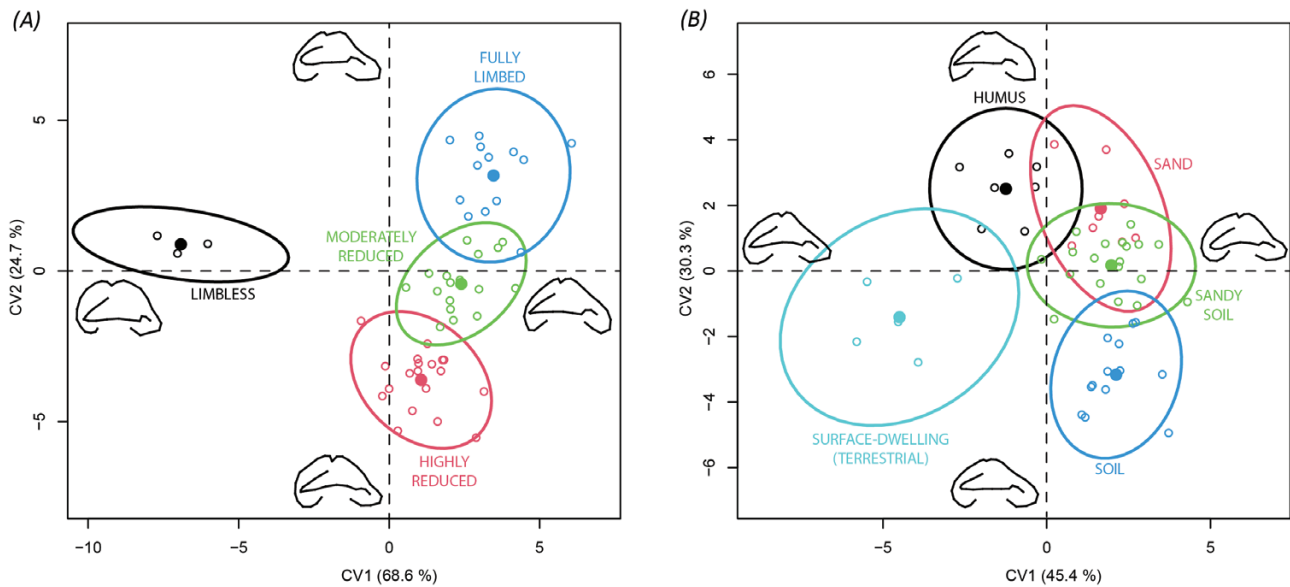 (A)
FULLY
LIMBED
MODERATELY
REDUCED
LIMBLESS
HIGHLY
REDUCED
5
0
−5
CV2 (24.7 %)
−10
−5
0
5
CV1 (68.6 %)
(B)
HUMUS
SAND
SANDY
SOIL
SURFACE-DWELLING
(TERRESTRIAL)
SOIL
6
4
2
0
−2
−4
−6
CV2 (30.3 %)
−5
0
5
CV1 (45.4 %)